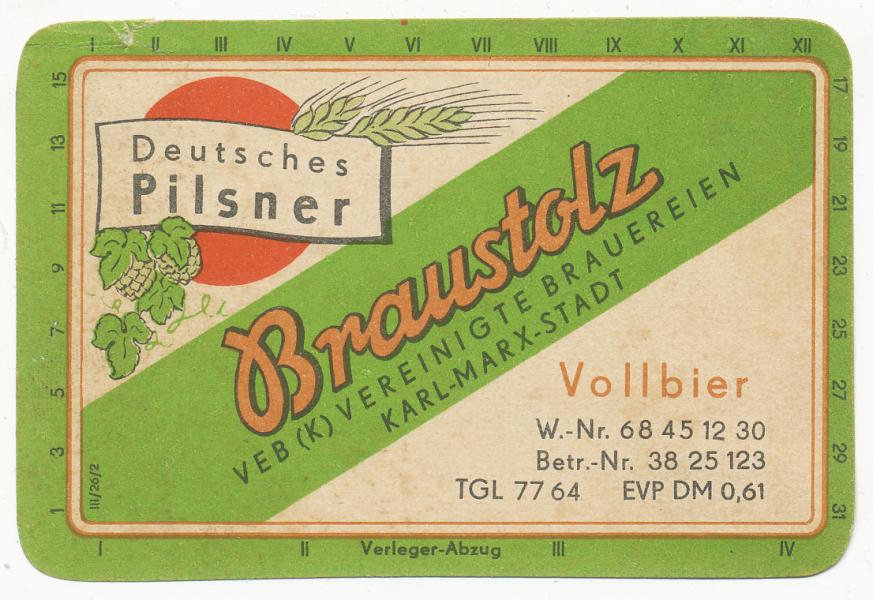 I II III IV V VI VII VIII IX X XI XII
15 13 11 9 7 5 3 1
17 19 21 23 25 27 29 31
Deutsches
Pilsner
Braustolz
VEB (K) VEREINIGTE BRAUEREIEN
KARL-MARX-STADT
Vollbier
W.-Nr. 68 45 12 30
Betr.-Nr. 38 25 123
TGL 77 64 EVP DM 0,61
III/26/2
I II Verleger-Abzug III IV